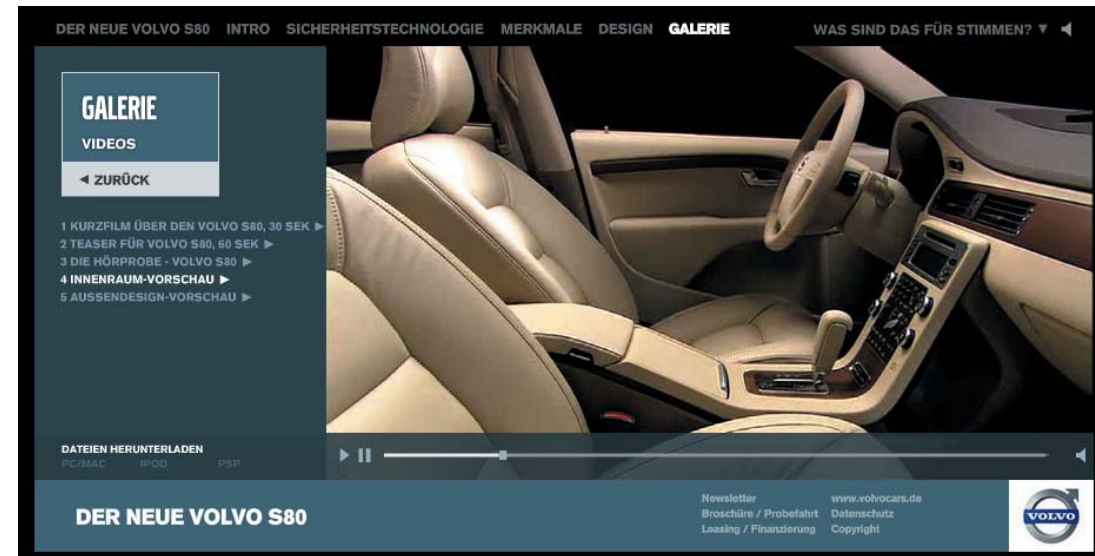 DER NEUE VOLVO S80 INTRO SICHERHEITSTECHNOLOGIE MERKMALE DESIGN GALERIE WAS SIND DAS FÜR STIMMEN?
GALERIE
VIDEOS
ZURÜCK
1 KURZFILM ÜBER DEN VOLVO S80, 30 SEK
2 TEASER FÜR VOLVO S80, 60 SEK
3 DIE HÖRPROBE - VOLVO S80
4 INNENRAUM-VORSCHAU
5 AUSSENDESIGN-VORSCHAU
DATEIEN HERUNTERLADEN
PC/MAC IPOD PSP
DER NEUE VOLVO S80
Newsletter
Broschüre / Probefahrt
Leasing / Finanzierung
www.volvocars.de
Datenschutz
Copyright
VOLVO